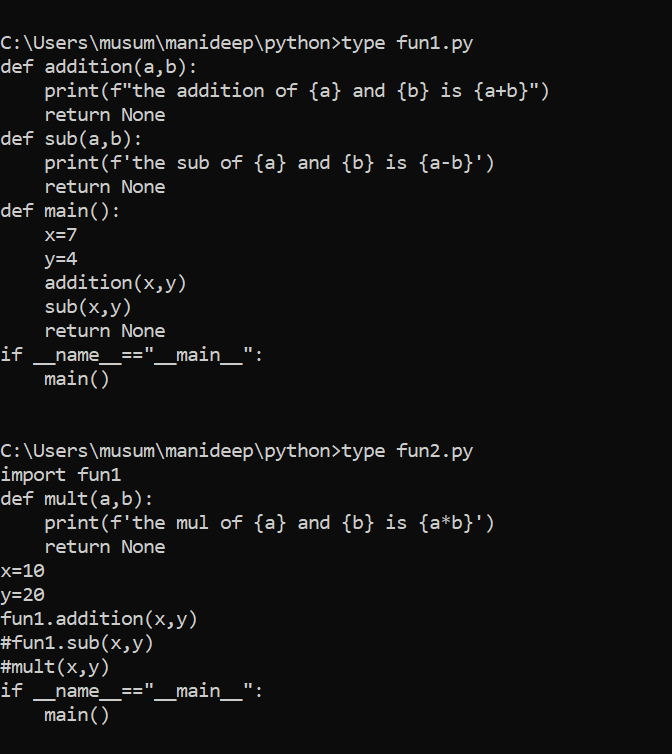 C:\Users\musum\manideep\python>type fun1.py
def addition(a,b):
    print(f"the addition of {a} and {b} is {a+b}")
    return None
def sub(a,b):
    print(f'the sub of {a} and {b} is {a-b}')
    return None
def main():
    x=7
    y=4
    addition(x,y)
    sub(x,y)
    return None
if __name__=="__main__":
    main()
C:\Users\musum\manideep\python>type fun2.py
import fun1
def mult(a,b):
    print(f'the mul of {a} and {b} is {a*b}')
    return None
x=10
y=20
fun1.addition(x,y)
#fun1.sub(x,y)
#mult(x,y)
if __name__=="__main__":
    main()